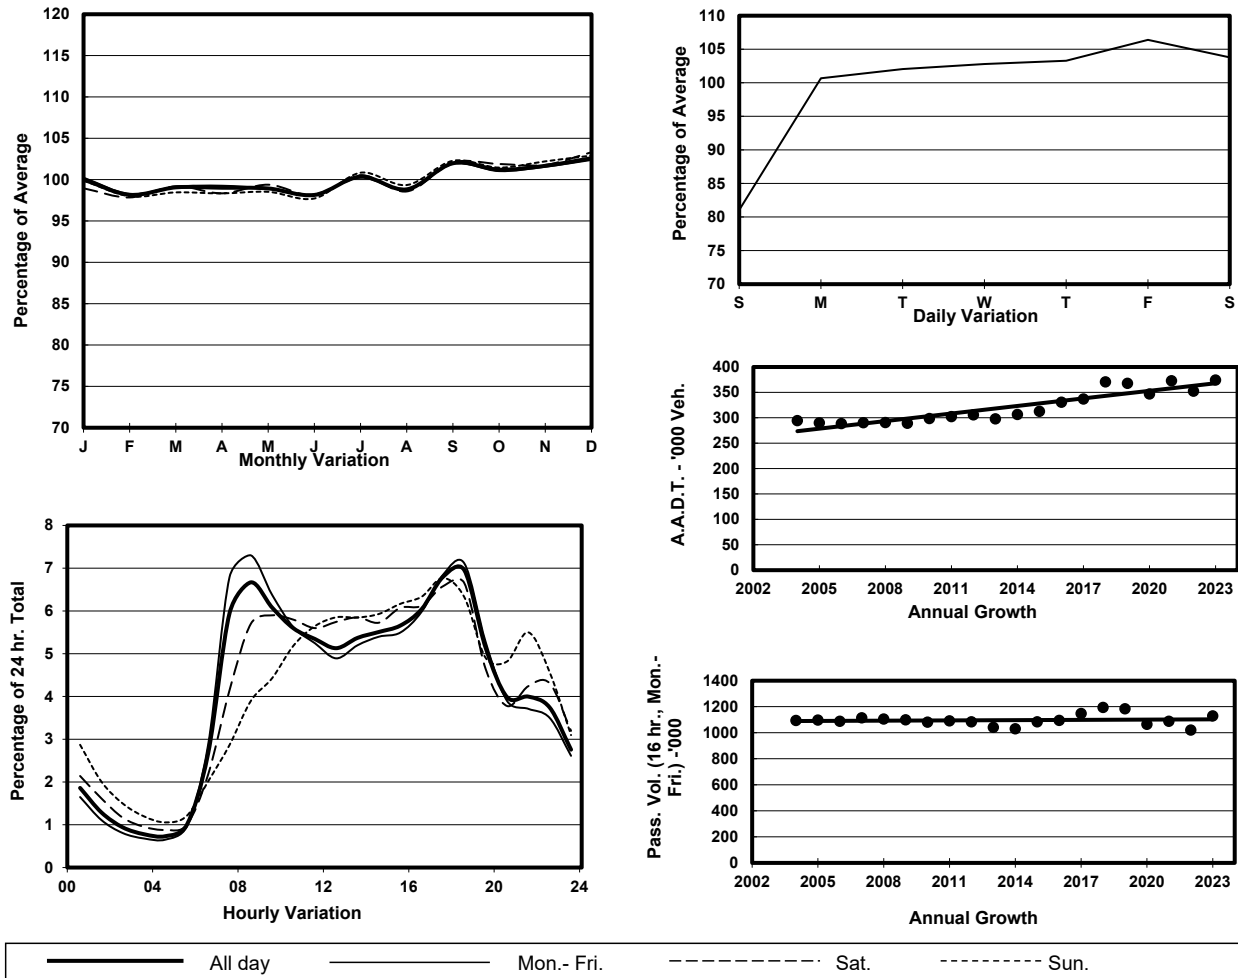 120
115
110
105
100
95
90
85
80
75
70
Percentage of Average
J F M A M J J A S O N D
Monthly Variation
110
105
100
95
90
85
80
75
70
Percentage of Average
S M T W T F S
Daily Variation
400
350
300
250
200
150
100
50
0
A.A.D.T. - '000 Veh.
2002 2005 2008 2011 2014 2017 2020 2023
Annual Growth
8
7
6
5
4
3
2
1
0
Percentage of 24 hr. Total
00 04 08 12 16 20 24
Hourly Variation
1400
1200
1000
800
600
400
200
0
Pass. Vol. (16 hr., Mon.-
Fri.) -'000
2002 2005 2008 2011 2014 2017 2020 2023
Annual Growth
All day Mon.- Fri. Sat. Sun.